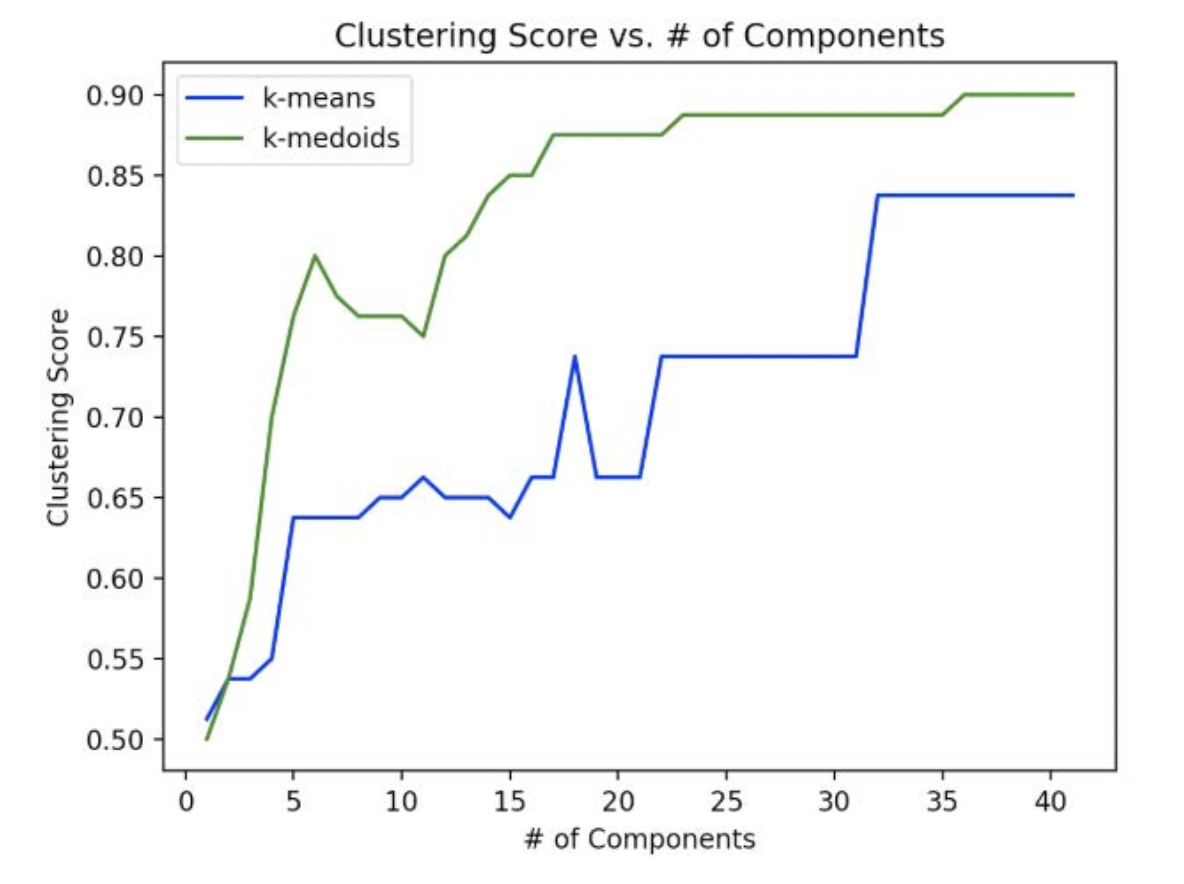 Clustering Score vs. # of Components
k-means
k-medoids
0.90
0.85
0.80
0.75
0.70
0.65
0.60
0.55
0.50
Clustering Score
0 5 10 15 20 25 30 35 40
# of Components